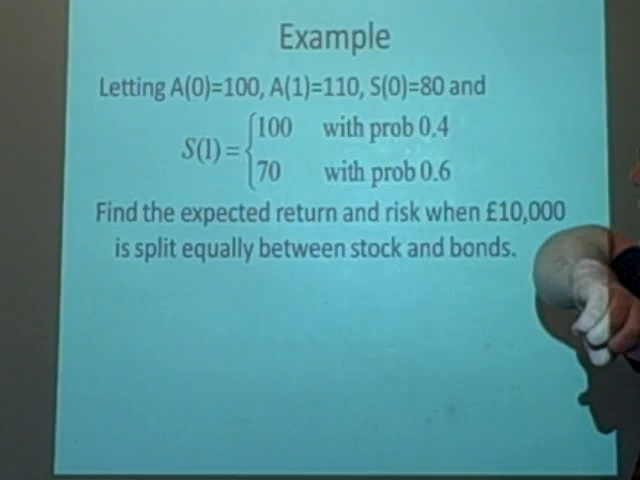 Example
Letting A(0)=100, A(1)=110, S(0)=80 and
S(1) = { 100 with prob 0.4
70 with prob 0.6
Find the expected return and risk when £10,000
is split equally between stock and bonds.